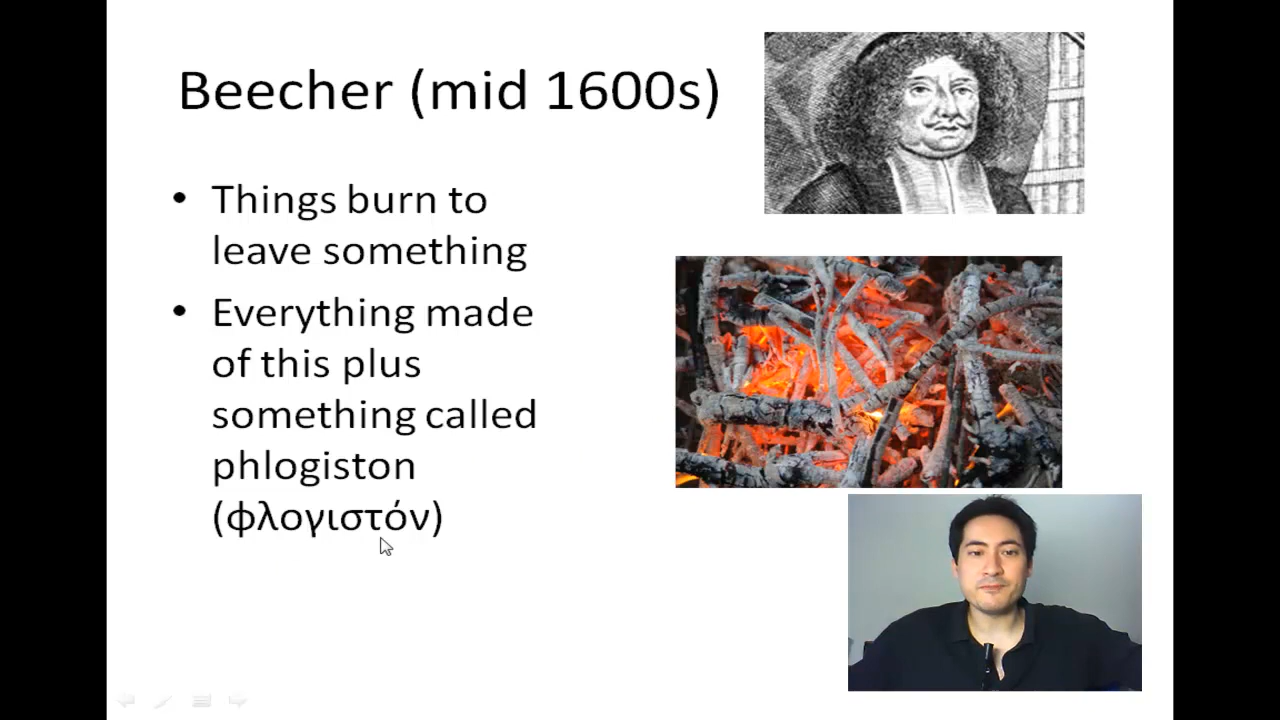 Beecher (mid 1600s)
• Things burn to
leave something
• Everything made
of this plus
something called
phlogiston
(φλογιστόν)